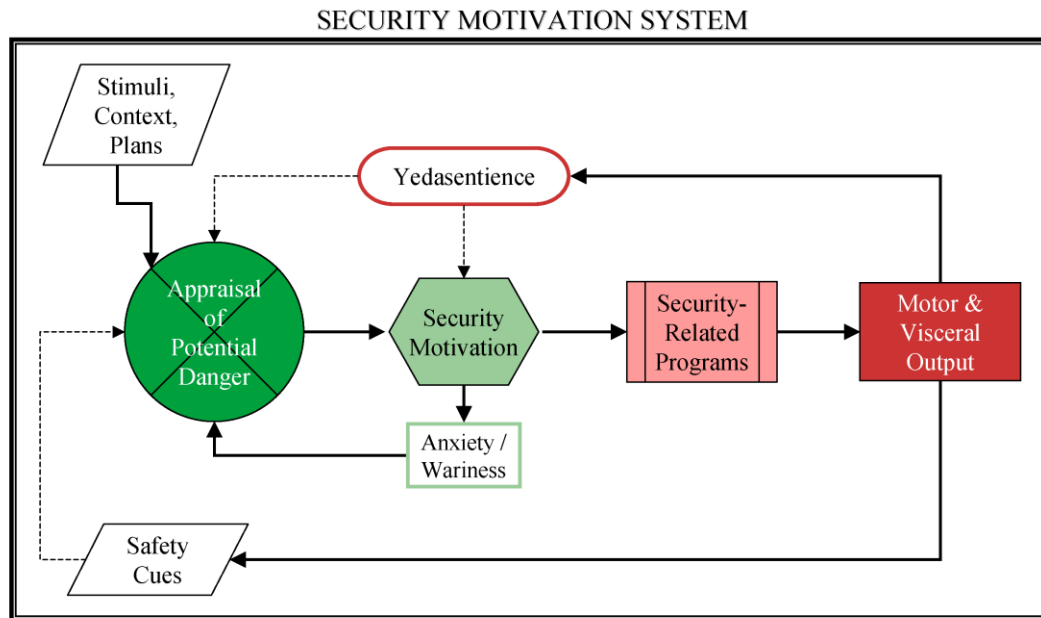 SECURITY MOTIVATION SYSTEM
Stimuli,
Context,
Plans
Yedasentience
Appraisal
of
Potential
Danger
Security
Motivation
Security-
Related
Programs
Motor &
Visceral
Output
Anxiety /
Wariness
Safety
Cues